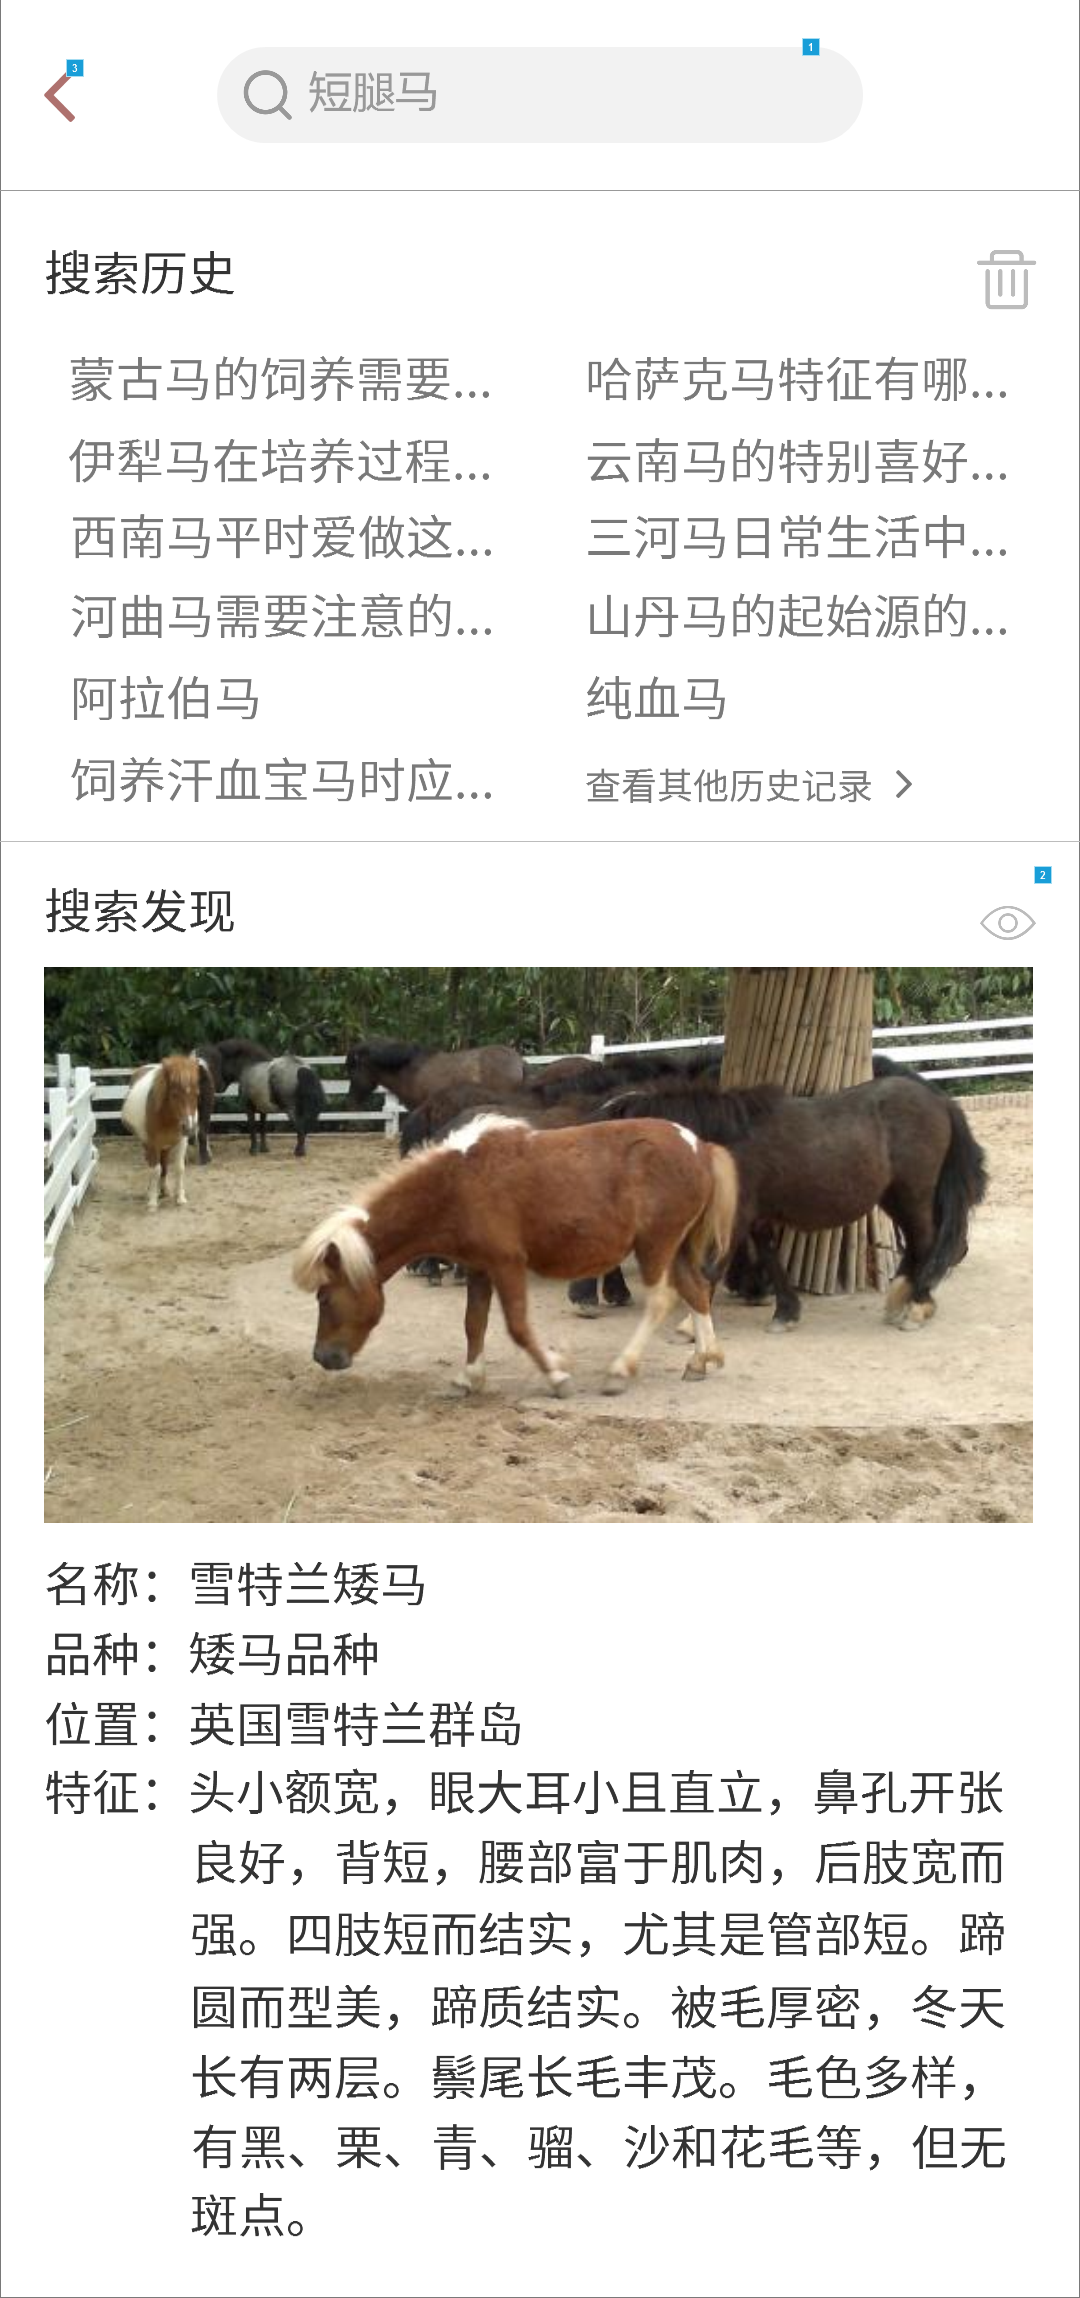 3
1
短腿马
搜索历史
蒙古马的饲养需要...
哈萨克马特征有哪...
伊犁马在培养过程...
云南马的特别喜好...
西南马平时爱做这...
三河马日常生活中...
河曲马需要注意的...
山丹马的起始源的...
阿拉伯马
纯血马
饲养汗血宝马时应...
查看其他历史记录
2
搜索发现
名称：雪特兰矮马
品种：矮马品种
位置：英国雪特兰群岛
特征：头小额宽，眼大耳小且直立，鼻孔开张
良好，背短，腰部富于肌肉，后肢宽而
强。四肢短而结实，尤其是管部短。蹄
圆而型美，蹄质结实。被毛厚密，冬天
长有两层。鬃尾长毛丰茂。毛色多样，
有黑、栗、青、骝、沙和花毛等，但无
斑点。